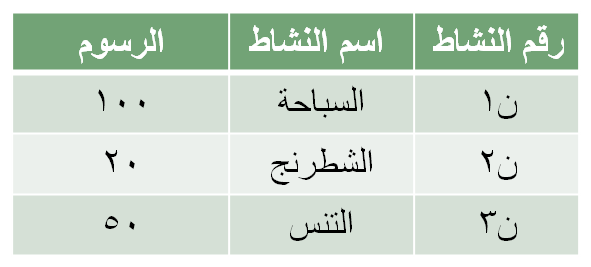 رقم النشاط اسم النشاط الرسوم
ن١ السباحة ١٠٠
ن٢ الشطرنج ٢٠
ن٣ التنس ٥٠